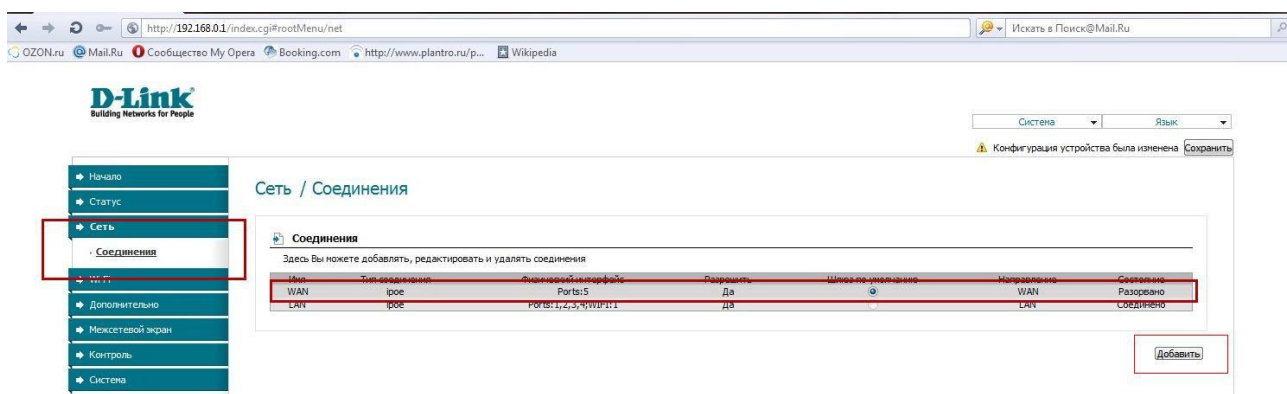 http://192.168.0.1/index.cgi#rootMenu/net
Искать в Поиск@Mail.Ru
OZON.ru @Mail.Ru Сообщество My Opera Booking.com http://www.plantro.ru/p... Wikipedia
D-Link
Building Networks for People
Система Язык
Конфигурация устройства была изменена Сохранить
Начало
Статус
Сеть
Соединения
Wi-Fi
Дополнительно
Межсетевой экран
Контроль
Система
Сеть / Соединения
Соединения
Здесь Вы можете добавлять, редактировать и удалять соединения
Имя Тип соединения Физический интерфейс Разрешить Шлюз по умолчанию Направление Состояние
WAN ipoe Ports:5 Да WAN Разорвано
LAN ipoe Ports:1,2,3,4;WIFI:1 Да LAN Соединено
Добавить